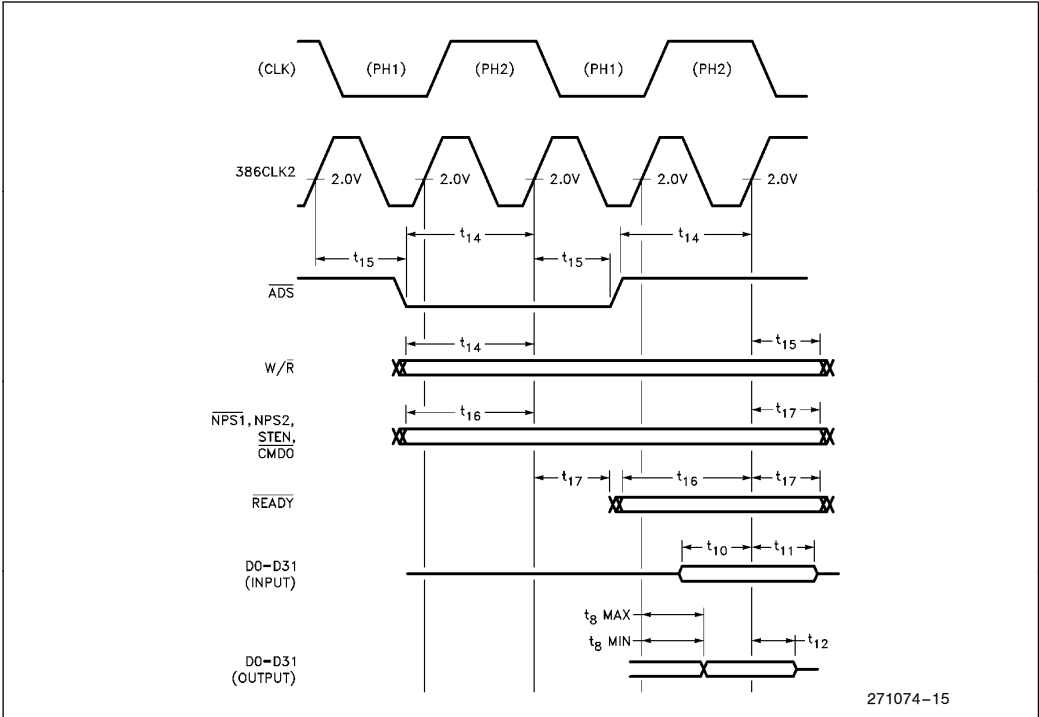 (CLK) (PH1) (PH2) (PH1) (PH2)
386CLK2 2.0V 2.0V 2.0V 2.0V 2.0V
t14 t14
t15 t15
ADS
t14 t15
W/R
t16 t17
NPS1, NPS2,
STEN,
CMD0
t17 t16 t17
READY
t10 t11
D0-D31
(INPUT)
t8 MAX
t8 MIN t12
D0-D31
(OUTPUT)
271074-15